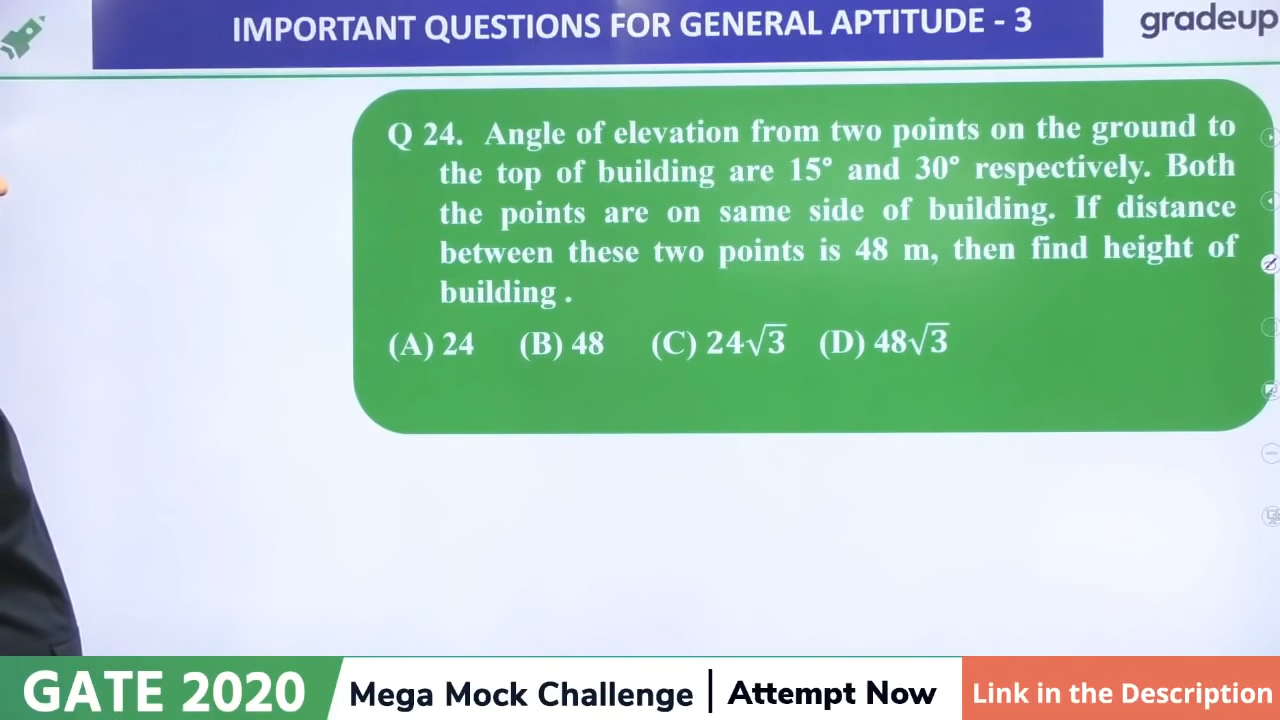 IMPORTANT QUESTIONS FOR GENERAL APTITUDE - 3
gradeup
Q 24. Angle of elevation from two points on the ground to
the top of building are 15° and 30° respectively. Both
the points are on same side of building. If distance
between these two points is 48 m, then find height of
building .
(A) 24 (B) 48 (C) 24√3 (D) 48√3
GATE 2020 Mega Mock Challenge | Attempt Now Link in the Description